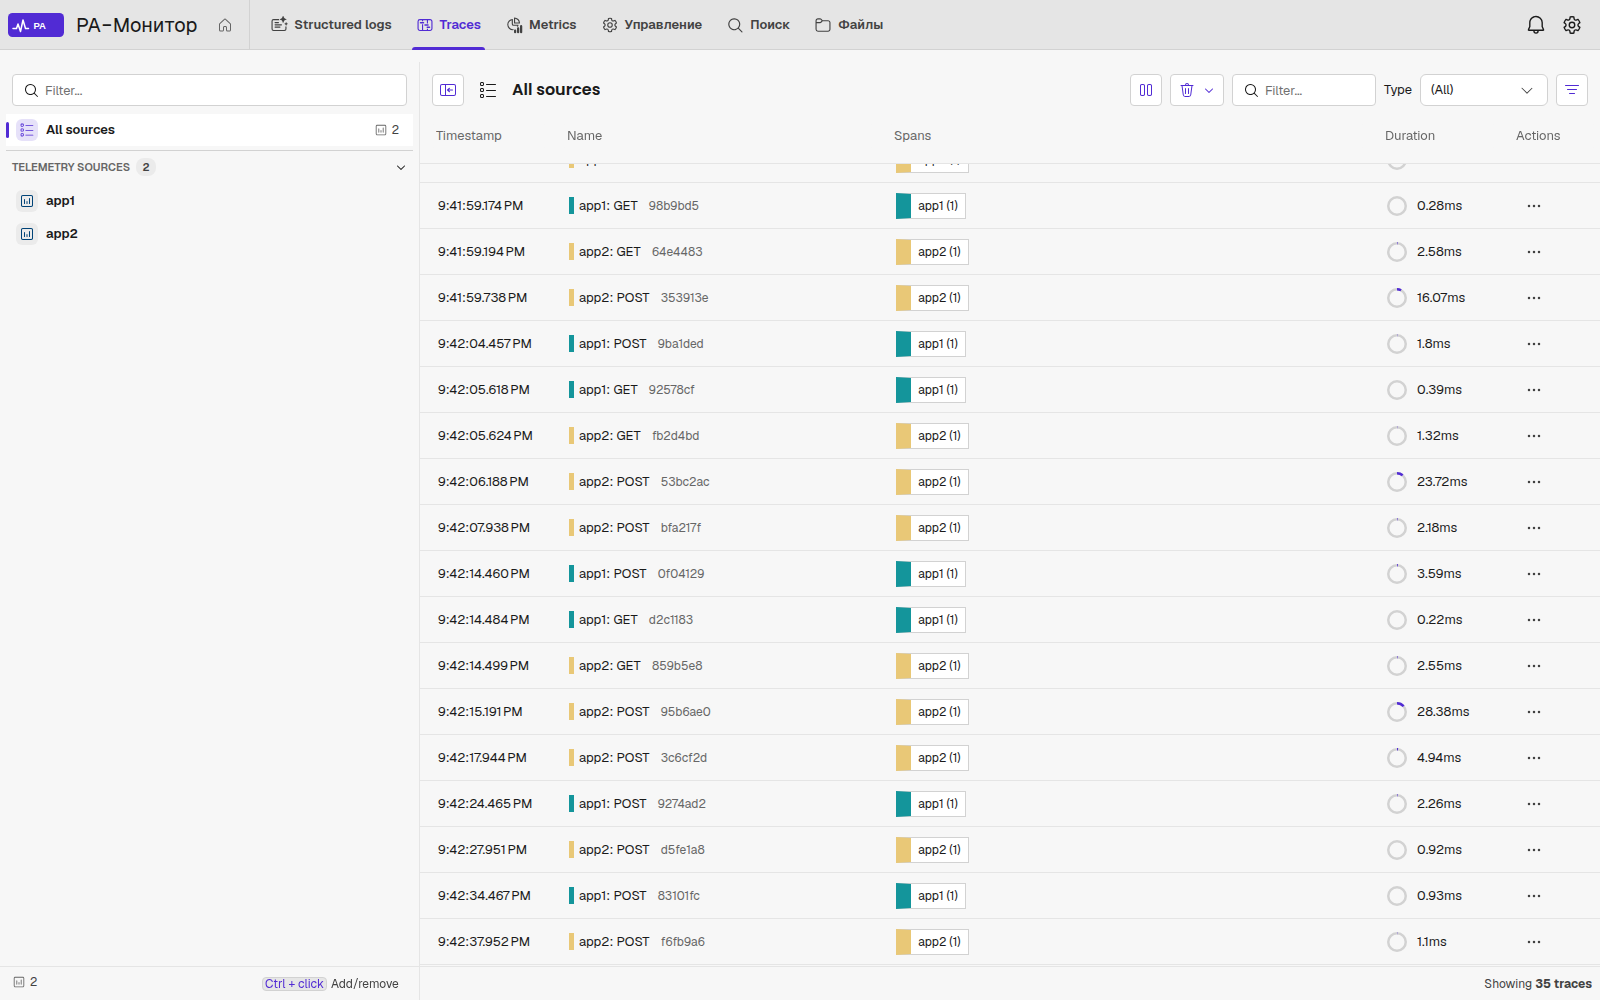 PA
РА-Монитор
Structured logs
Traces
Metrics
Управление
Поиск
Файлы
Filter...
All sources
2
TELEMETRY SOURCES 2
app1
app2
All sources
Filter...
Type
(All)
Timestamp Name Spans Duration Actions
9:41:59.174 PM app1: GET 98b9bd5 app1 (1) 0.28ms
9:41:59.194 PM app2: GET 64e4483 app2 (1) 2.58ms
9:41:59.738 PM app2: POST 353913e app2 (1) 16.07ms
9:42:04.457 PM app1: POST 9ba1ded app1 (1) 1.8ms
9:42:05.618 PM app1: GET 92578cf app1 (1) 0.39ms
9:42:05.624 PM app2: GET fb2d4bd app2 (1) 1.32ms
9:42:06.188 PM app2: POST 53bc2ac app2 (1) 23.72ms
9:42:07.938 PM app2: POST bfa217f app2 (1) 2.18ms
9:42:14.460 PM app1: POST 0f04129 app1 (1) 3.59ms
9:42:14.484 PM app1: GET d2c1183 app1 (1) 0.22ms
9:42:14.499 PM app2: GET 859b5e8 app2 (1) 2.55ms
9:42:15.191 PM app2: POST 95b6ae0 app2 (1) 28.38ms
9:42:17.944 PM app2: POST 3c6cf2d app2 (1) 4.94ms
9:42:24.465 PM app1: POST 9274ad2 app1 (1) 2.26ms
9:42:27.951 PM app2: POST d5fe1a8 app2 (1) 0.92ms
9:42:34.467 PM app1: POST 83101fc app1 (1) 0.93ms
9:42:37.952 PM app2: POST f6fb9a6 app2 (1) 1.1ms
2
Ctrl + click Add/remove
Showing 35 traces